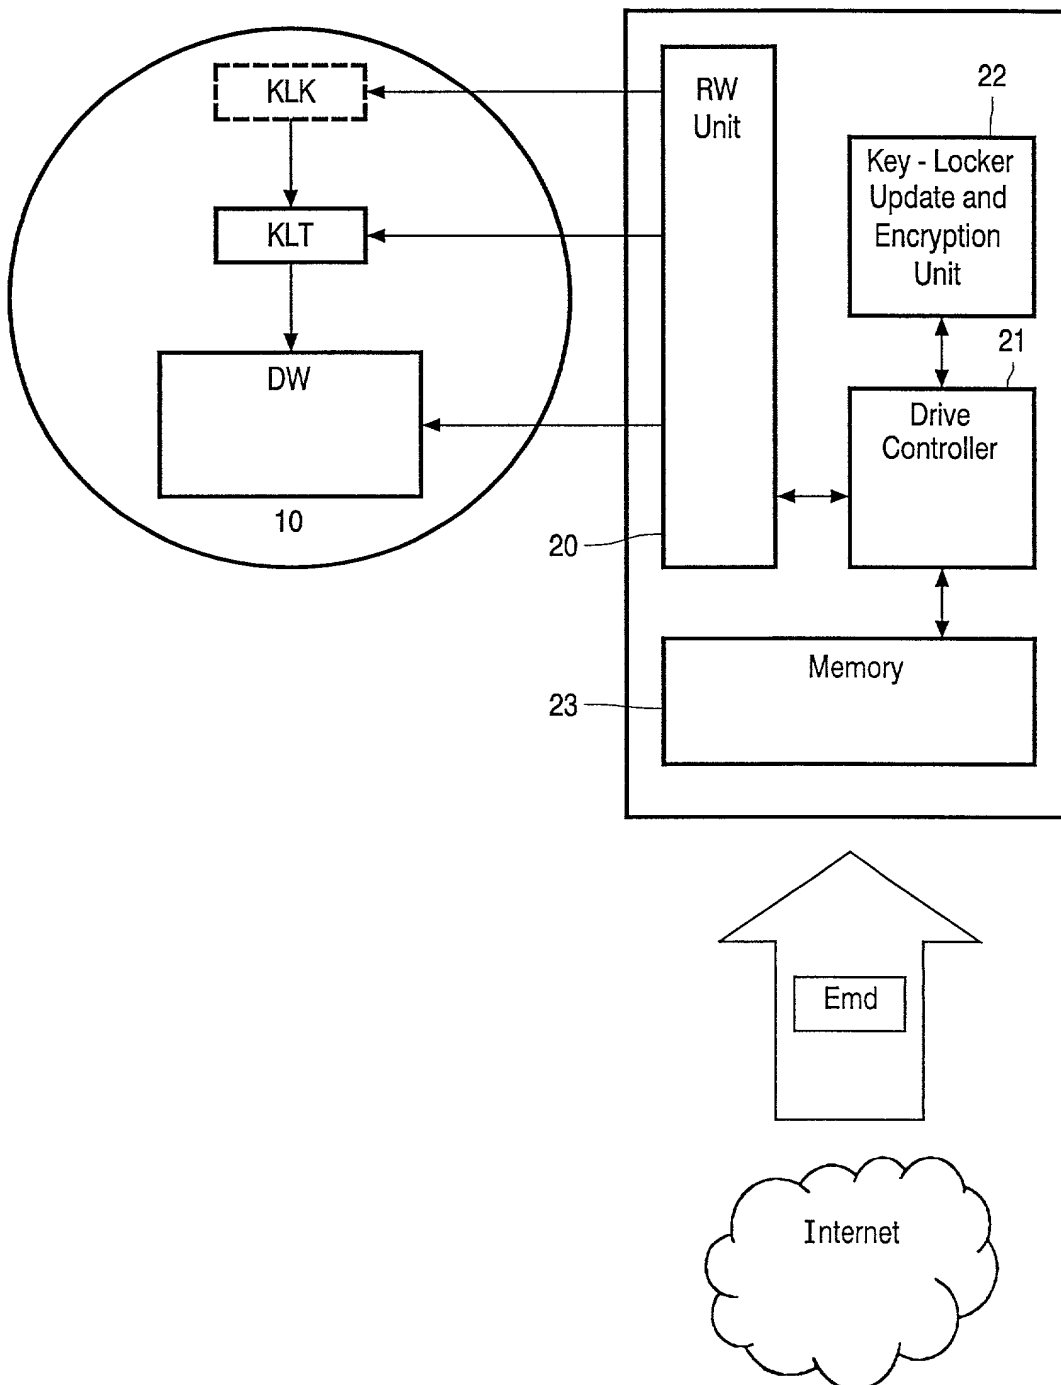 KLK
KLT
DW
10
RW
Unit
20
22
Key - Locker
Update and
Encryption
Unit
21
Drive
Controller
Memory
23
Emd
Internet